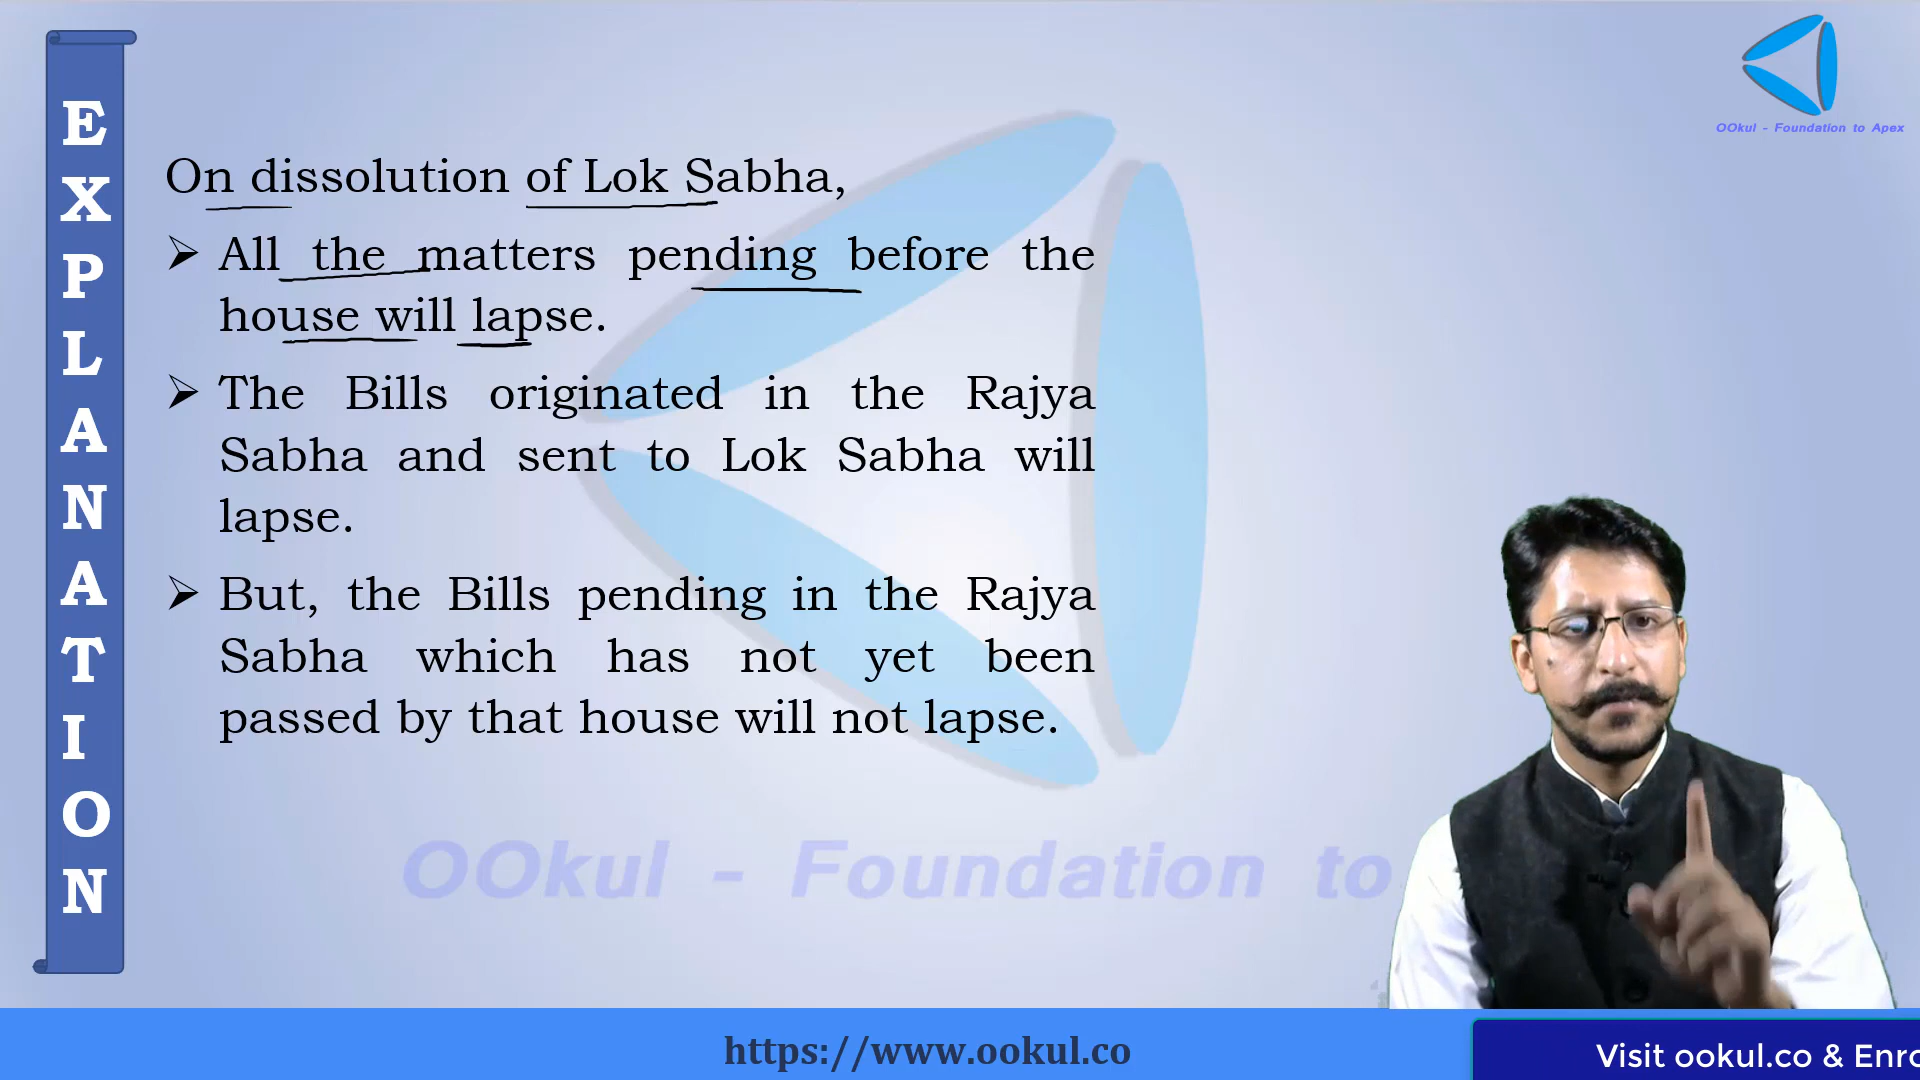 EXPLANATION
On dissolution of Lok Sabha,
➢ All the matters pending before the
house will lapse.
➢ The Bills originated in the Rajya
Sabha and sent to Lok Sabha will
lapse.
➢ But, the Bills pending in the Rajya
Sabha which has not yet been
passed by that house will not lapse.
OOkul - Foundation to Apex
OOkul - Foundation to
https://www.ookul.co
Visit ookul.co & Enro